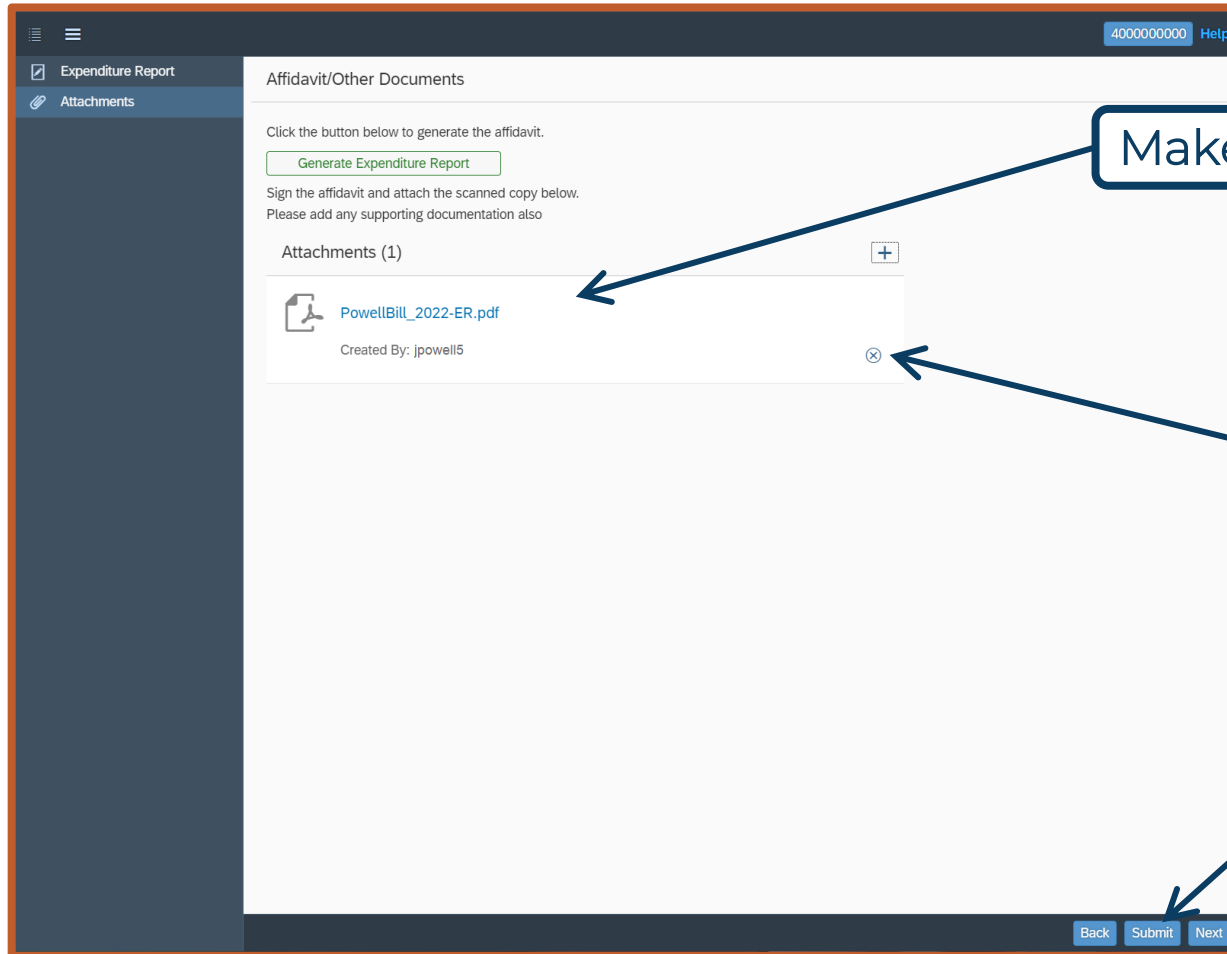 4000000000 Help
Expenditure Report
Attachments
Affidavit/Other Documents
Click the button below to generate the affidavit.
Generate Expenditure Report
Sign the affidavit and attach the scanned copy below.
Please add any supporting documentation also
Make
Attachments (1)
PowellBill_2022-ER.pdf
Created By: jpowell5
Back Submit Next